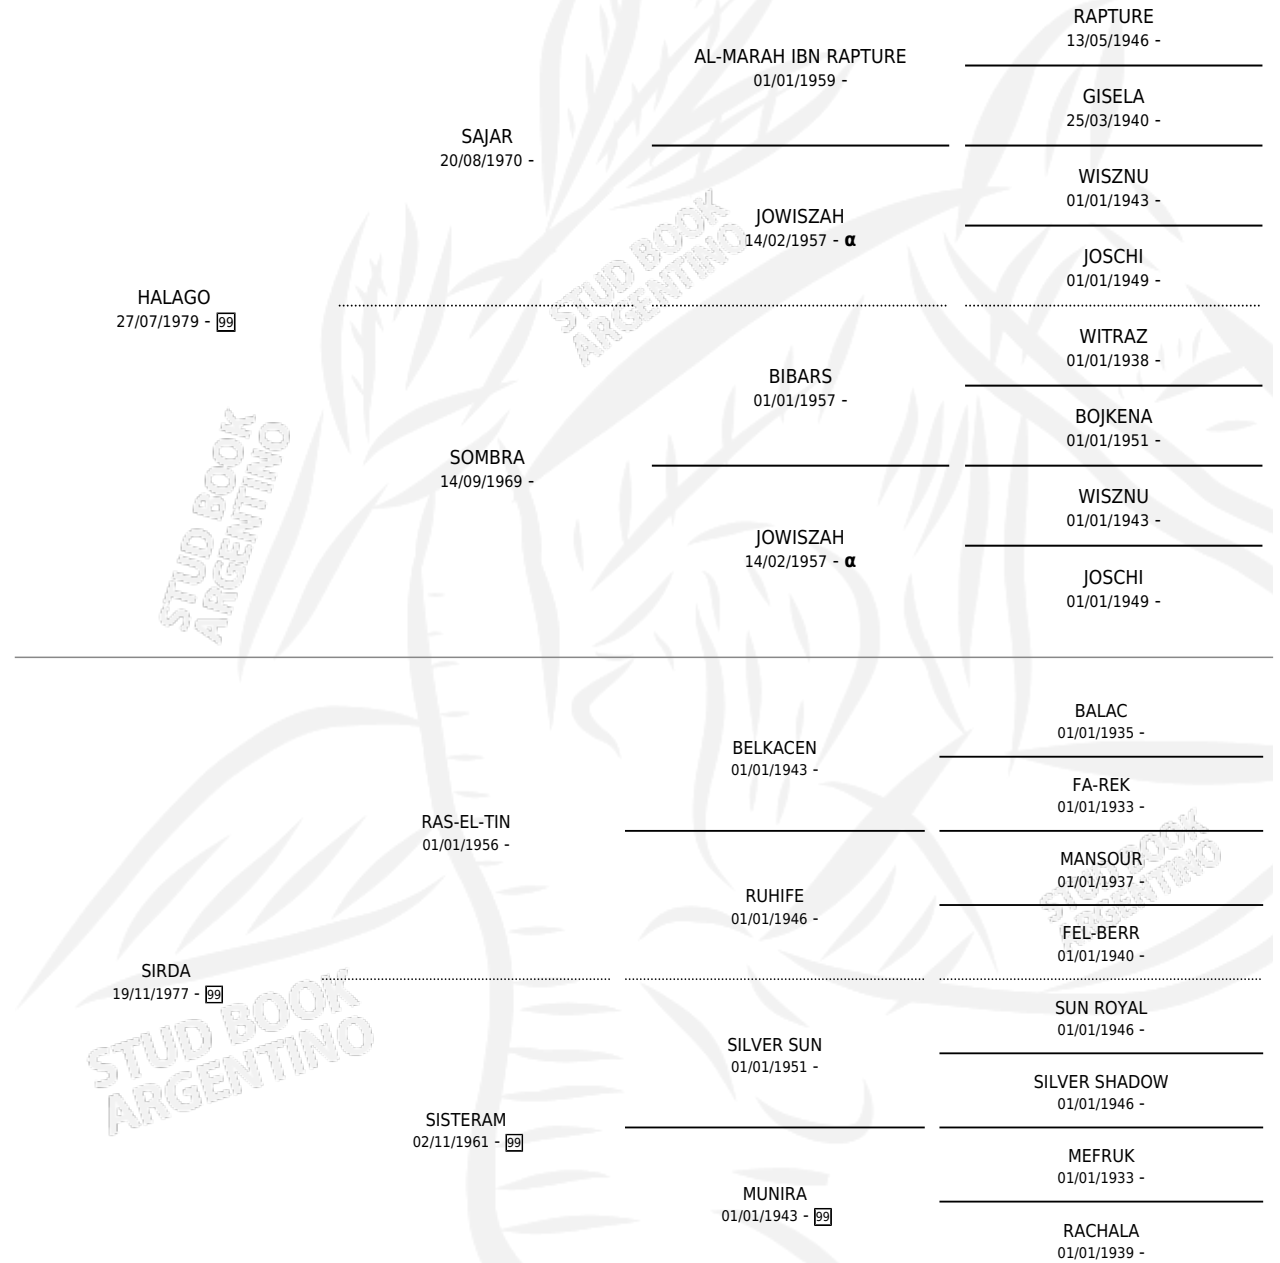 RAPTURE
13/05/1946 -
AL-MARAH IBN RAPTURE
01/01/1959 -
GISELA
25/03/1940 -
SAJAR
20/08/1970 -
WISZNU
01/01/1943 -
JOWISZAH
14/02/1957 - α
JOSCHI
01/01/1949 -
HALAGO
27/07/1979 - 99
WITRAZ
01/01/1938 -
BIBARS
01/01/1957 -
BOJKENA
01/01/1951 -
SOMBRA
14/09/1969 -
WISZNU
01/01/1943 -
JOWISZAH
14/02/1957 - α
JOSCHI
01/01/1949 -
BALAC
01/01/1935 -
BELKACEN
01/01/1943 -
FA-REK
01/01/1933 -
RAS-EL-TIN
01/01/1956 -
MANSOUR
01/01/1937 -
RUHIFE
01/01/1946 -
FEL-BERR
01/01/1940 -
SIRDA
19/11/1977 - 99
SUN ROYAL
01/01/1946 -
SILVER SUN
01/01/1951 -
SILVER SHADOW
01/01/1946 -
SISTERAM
02/11/1961 - 99
MEFRUK
01/01/1933 -
MUNIRA
01/01/1943 - 99
RACHALA
01/01/1939 -
STUD BOOK
ARGENTINO
STUD BOOK
ARGENTINO
STUD BOOK
ARGENTINO
STUD BOOK
ARGENTINO